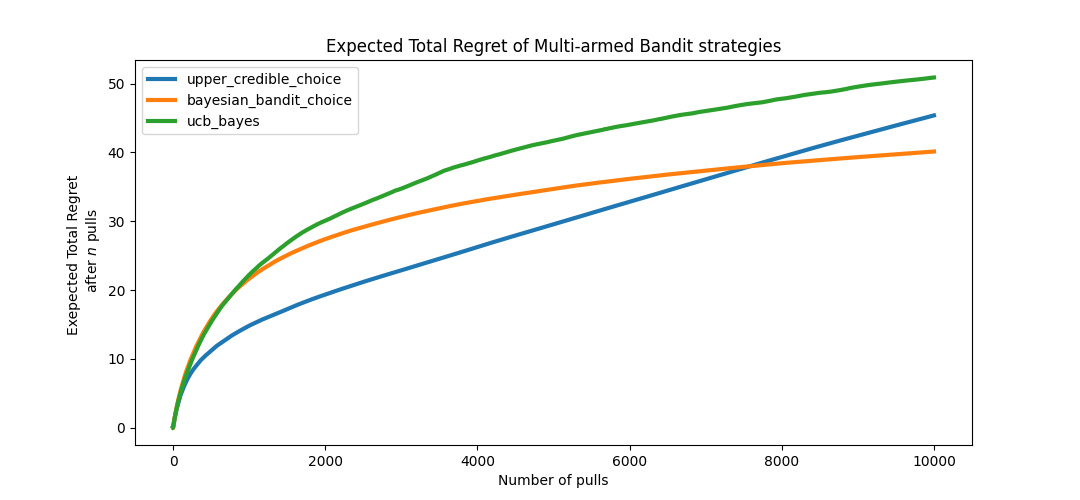 Expected Total Regret of Multi-armed Bandit strategies
upper_credible_choice
bayesian_bandit_choice
ucb_bayes
50
40
30
20
10
0
Exepected Total Regret
after n pulls
0 2000 4000 6000 8000 10000
Number of pulls